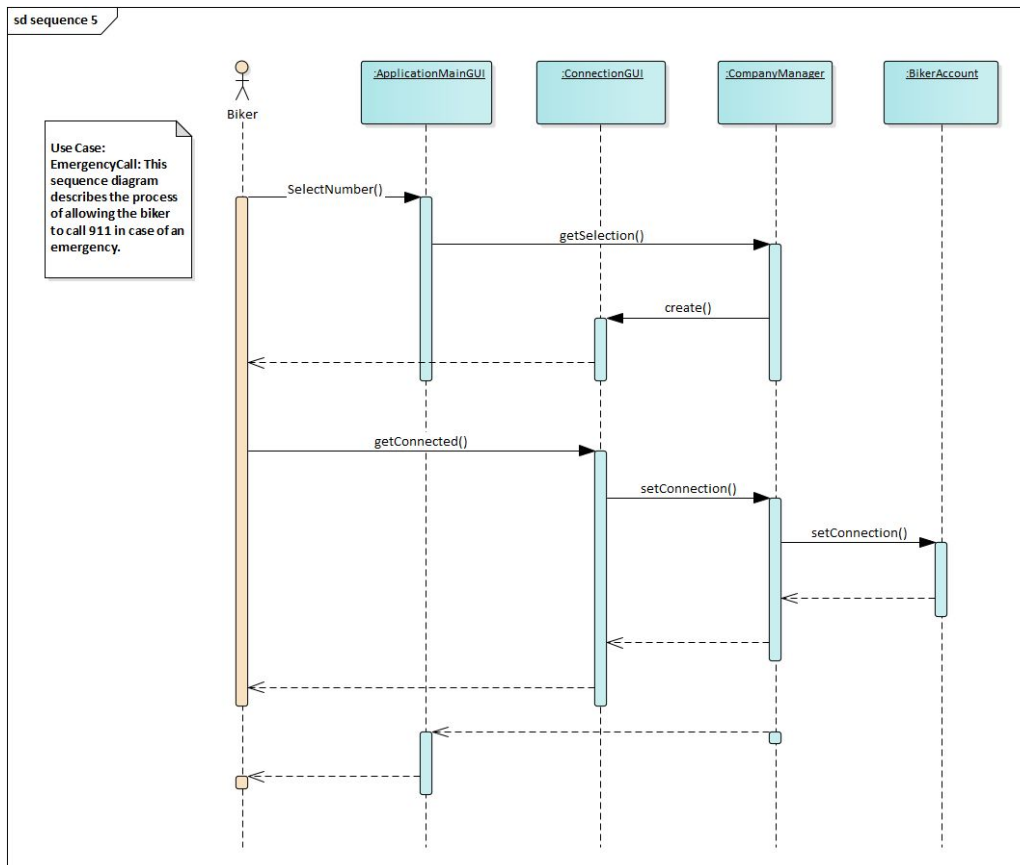 sd sequence 5
:ApplicationMainGUI
:ConnectionGUI
:CompanyManager
:BikerAccount
Biker
Use Case:
EmergencyCall: This
sequence diagram
describes the process
of allowing the biker
to call 911 in case of an
emergency.
SelectNumber()
getSelection()
create()
getConnected()
setConnection()
setConnection()